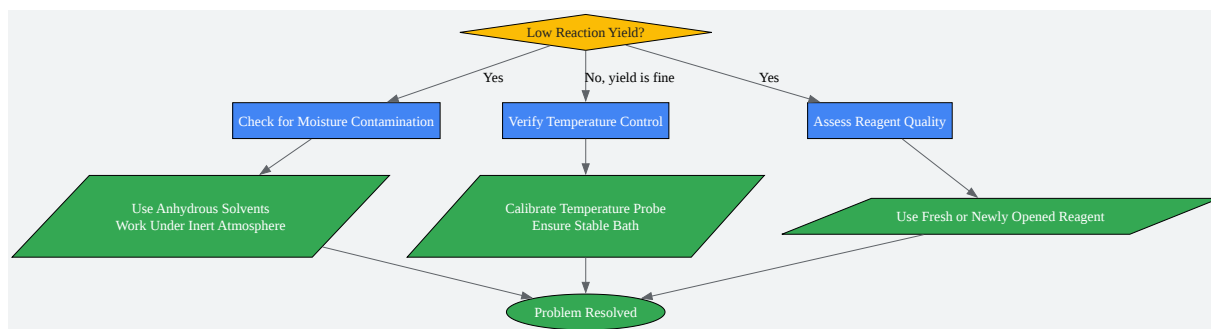 Low Reaction Yield?
Yes
No, yield is fine
Yes
Check for Moisture Contamination
Verify Temperature Control
Assess Reagent Quality
Use Anhydrous Solvents
Work Under Inert Atmosphere
Calibrate Temperature Probe
Ensure Stable Bath
Use Fresh or Newly Opened Reagent
Problem Resolved